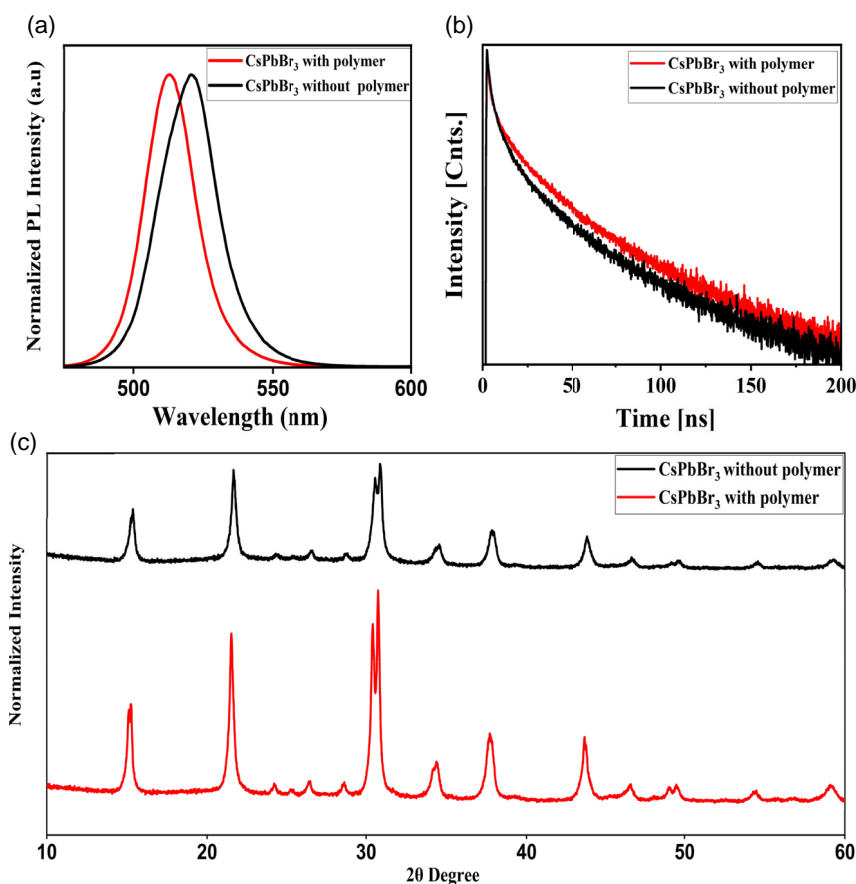 (a)
CsPbBr₃ with polymer
CsPbBr₃ without polymer
Normalized PL Intensity (a.u)
500 550 600
Wavelength (nm)
(b)
CsPbBr₃ with polymer
CsPbBr₃ without polymer
Intensity [Cnts.]
0 50 100 150 200
Time [ns]
(c)
CsPbBr₃ without polymer
CsPbBr₃ with polymer
Normalized Intensity
10 20 30 40 50 60
2θ Degree